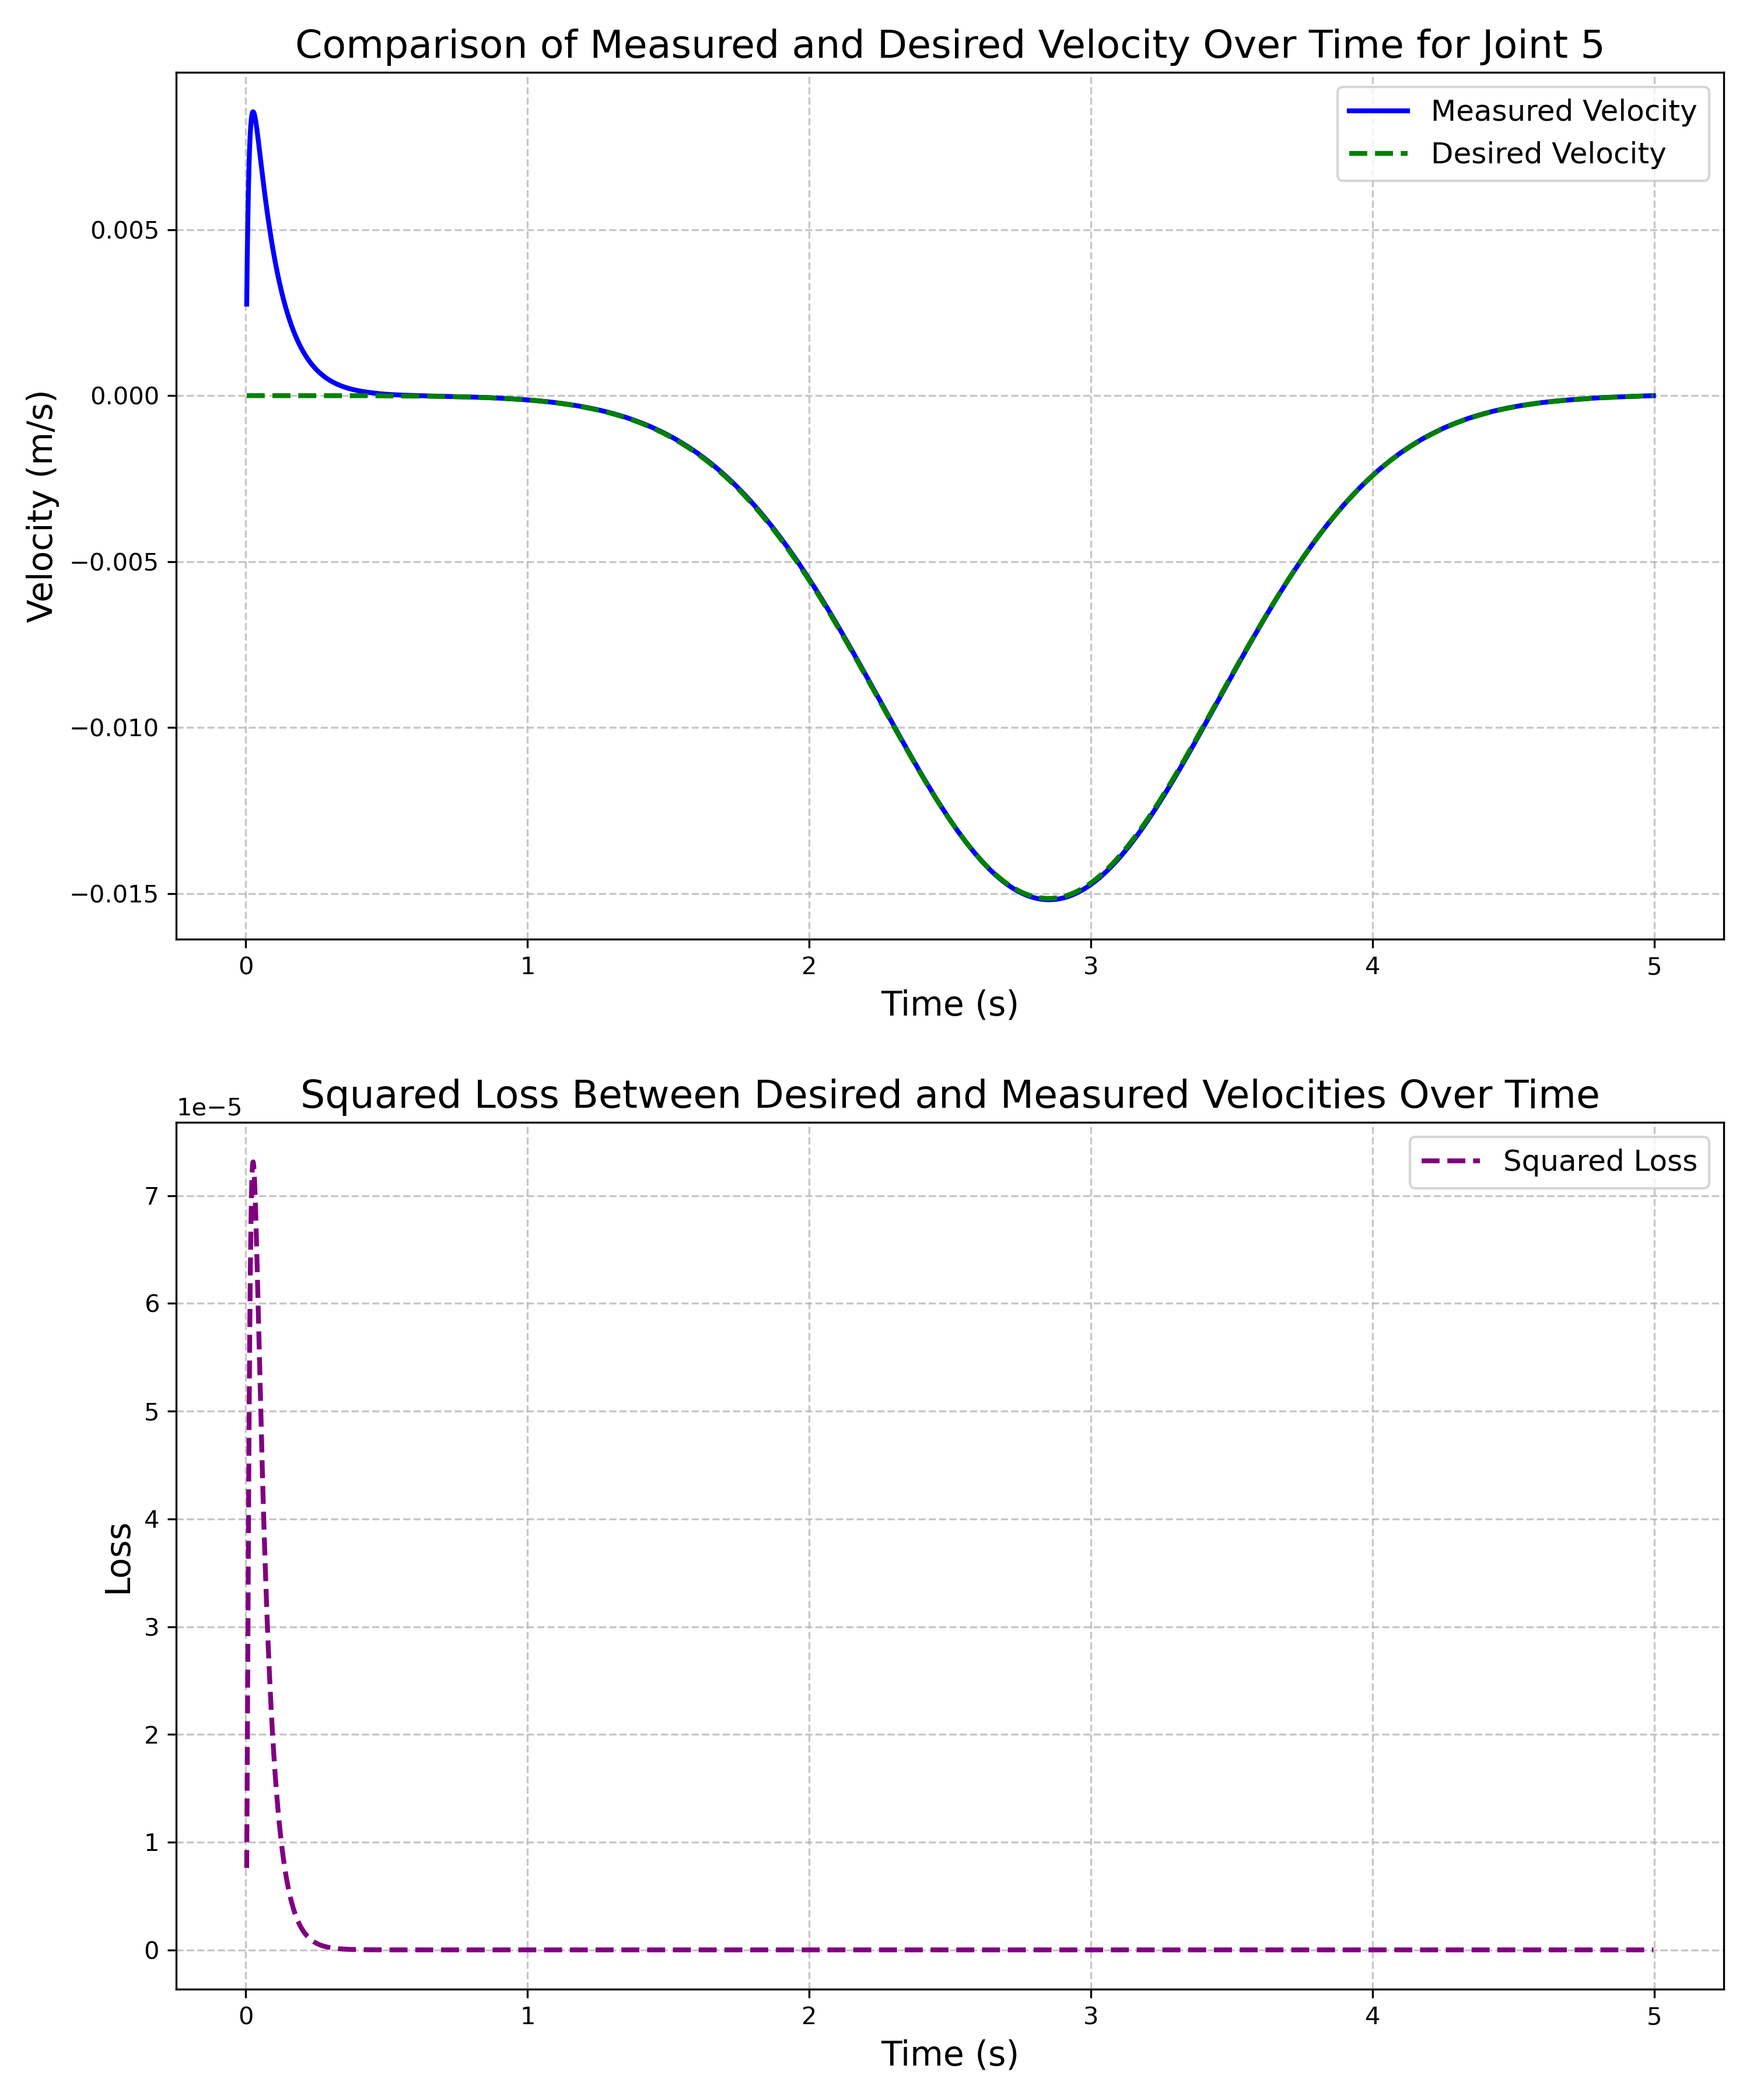 Comparison of Measured and Desired Velocity Over Time for Joint 5
Measured Velocity
Desired Velocity
Velocity (m/s)
0.005
0.000
−0.005
−0.010
−0.015
0 1 2 3 4 5
Time (s)
Squared Loss Between Desired and Measured Velocities Over Time
1e−5
Squared Loss
Loss
7
6
5
4
3
2
1
0
0 1 2 3 4 5
Time (s)